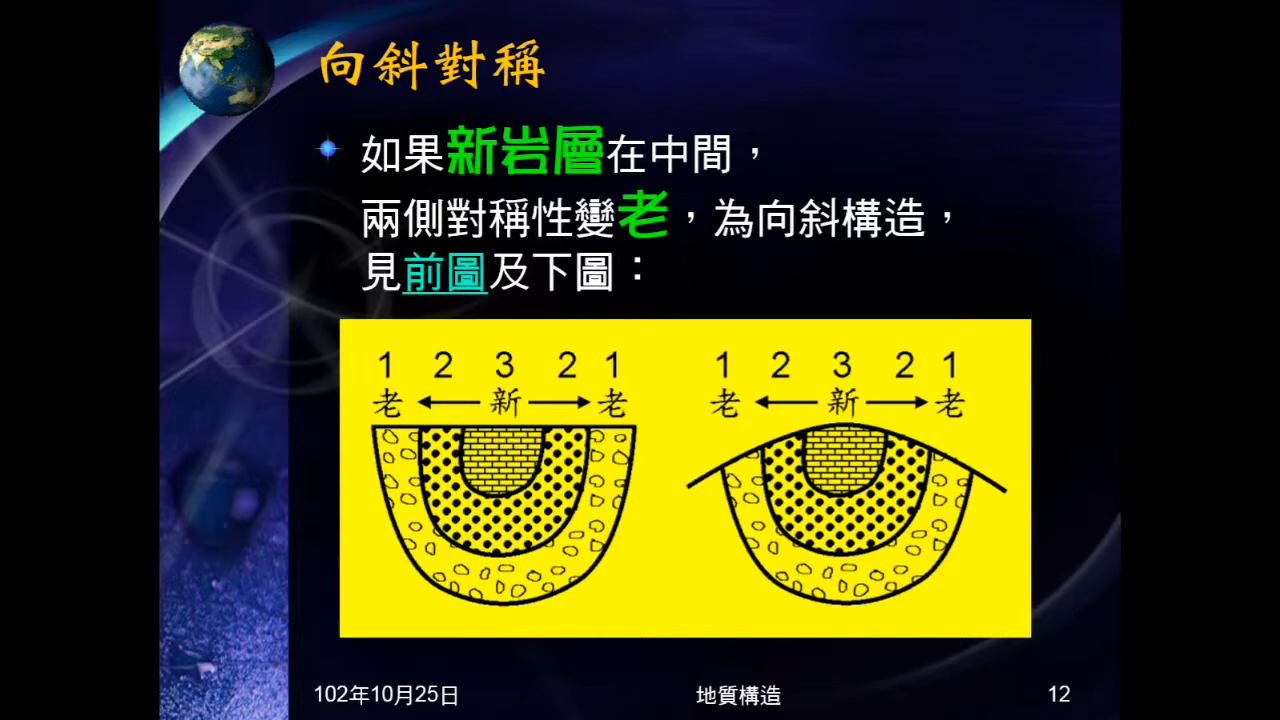 向斜對稱
如果新岩層在中間，
兩側對稱性變老，為向斜構造，
見前圖及下圖：
1 2 3 2 1
老 新 老
1 2 3 2 1
老 新 老
102年10月25日
地質構造
12